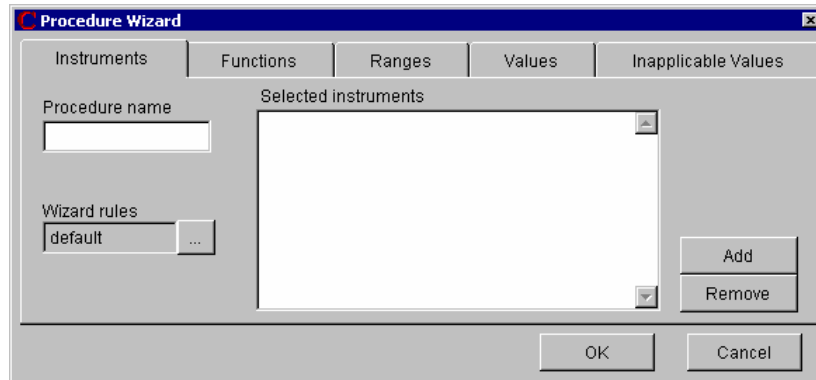 Procedure Wizard
Instruments
Functions
Ranges
Values
Inapplicable Values
Procedure name
Selected instruments
Wizard rules
default
...
Add
Remove
OK
Cancel